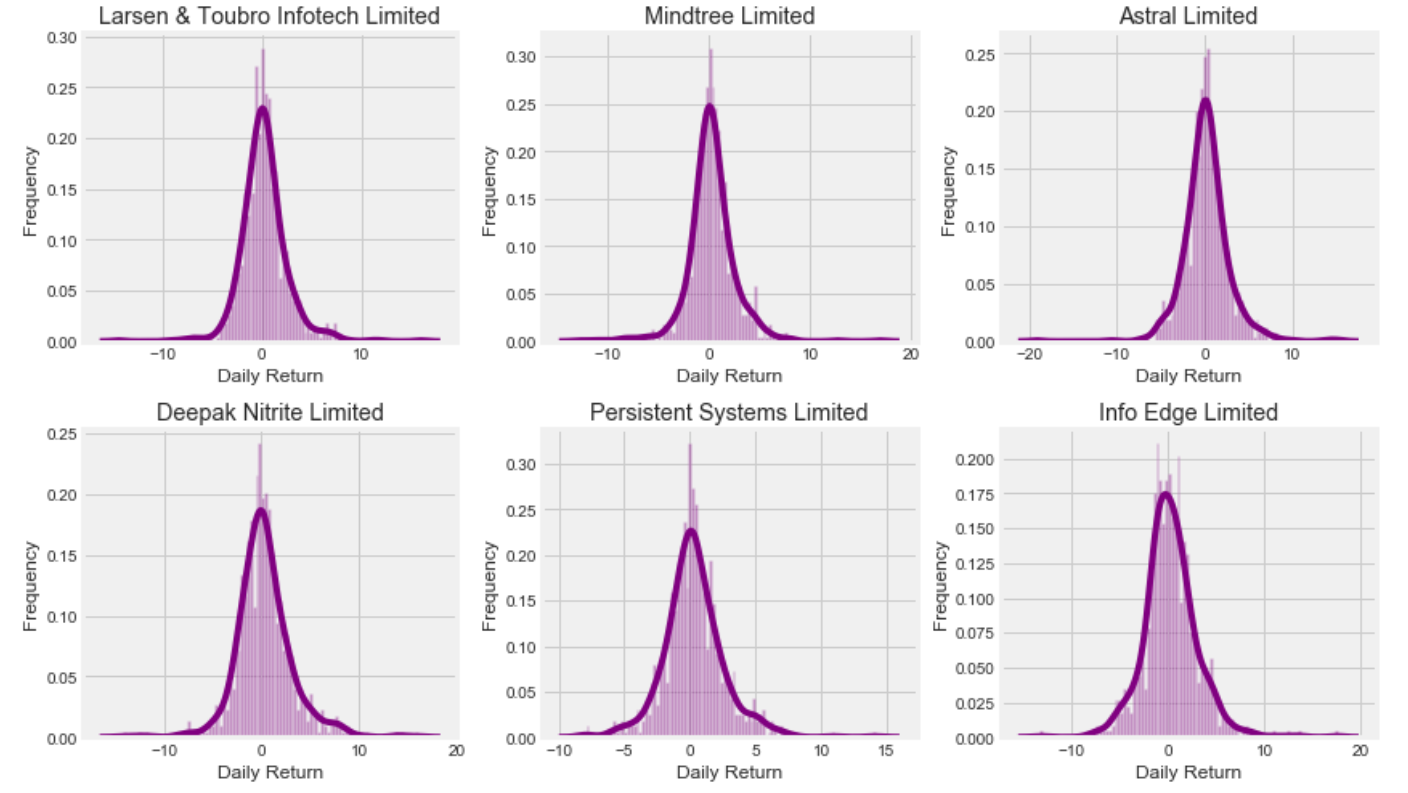 Larsen & Toubro Infotech Limited
0.30
0.25
0.20
0.15
0.10
0.05
0.00
Frequency
−10 0 10
Daily Return
Mindtree Limited
0.30
0.25
0.20
0.15
0.10
0.05
0.00
Frequency
−10 0 10 20
Daily Return
Astral Limited
0.25
0.20
0.15
0.10
0.05
0.00
Frequency
−20 −10 0 10
Daily Return
Deepak Nitrite Limited
0.25
0.20
0.15
0.10
0.05
0.00
Frequency
−10 0 10 20
Daily Return
Persistent Systems Limited
0.30
0.25
0.20
0.15
0.10
0.05
0.00
Frequency
−10 −5 0 5 10 15
Daily Return
Info Edge Limited
0.200
0.175
0.150
0.125
0.100
0.075
0.050
0.025
0.000
Frequency
−10 0 10 20
Daily Return